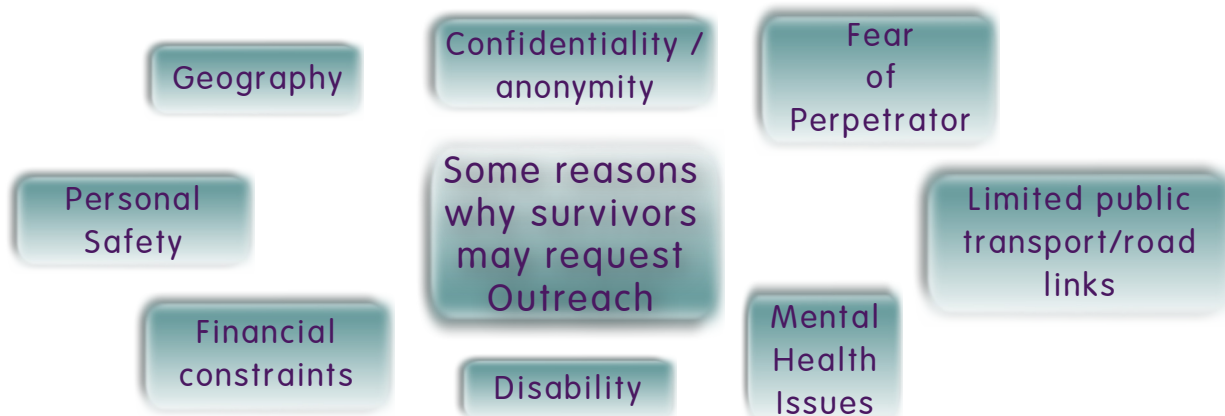 Geography
Confidentiality /
anonymity
Fear
of
Perpetrator
Personal
Safety
Some reasons
why survivors
may request
Outreach
Limited public
transport/road
links
Financial
constraints
Disability
Mental
Health
Issues